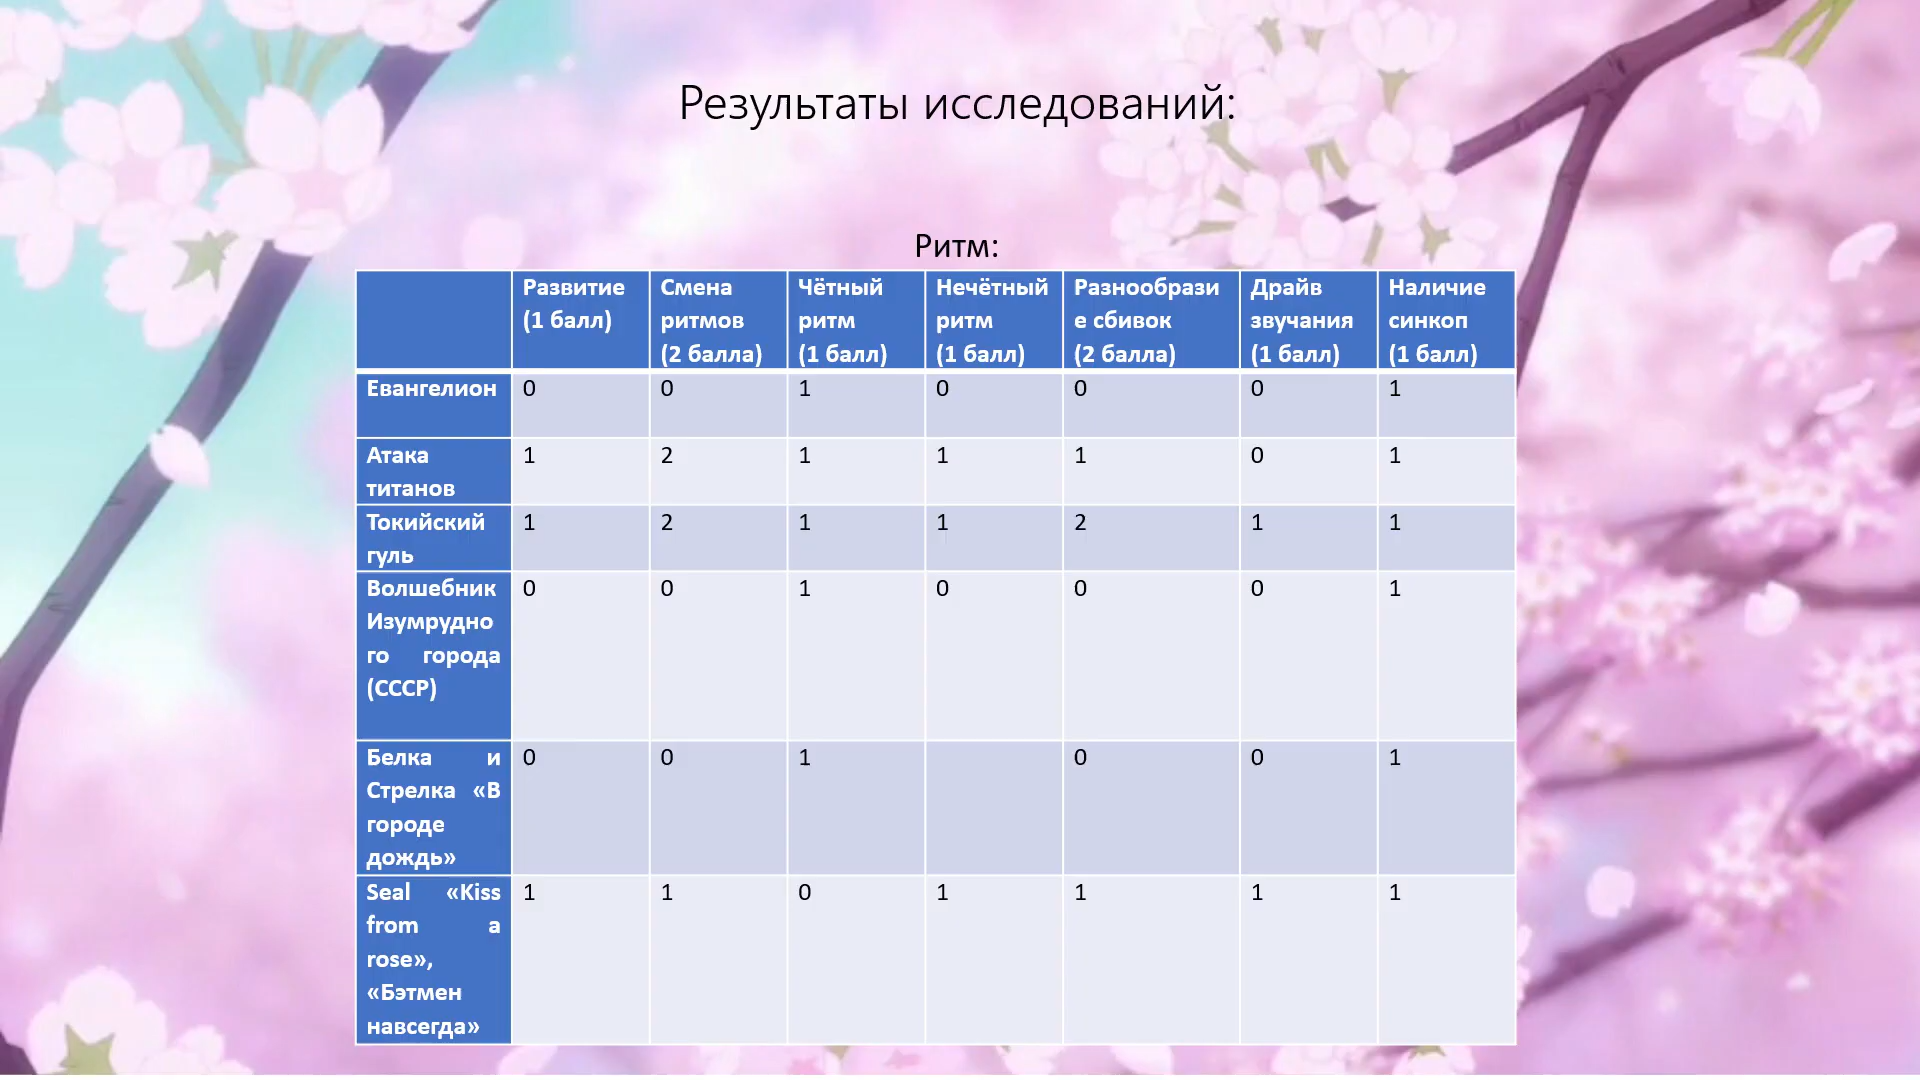 Результаты исследований:
Ритм:
Развитие
(1 балл)
Смена
ритмов
(2 балла)
Чётный
ритм
(1 балл)
Нечётный
ритм
(1 балл)
Разнообрази
е сбивок
(2 балла)
Драйв
звучания
(1 балл)
Наличие
синкоп
(1 балл)
Евангелион 0 0 1 0 0 0 1
Атака 1 2 1 1 1 0 1
титанов
Токийский 1 2 1 1 2 1 1
гуль
Волшебник 0 0 1 0 0 0 1
Изумрудно
го города
(СССР)
Белка и 0 0 1 0 0 1
Стрелка «В
городе
дождь»
Seal «Kiss 1 1 0 1 1 1 1
from a
rose»,
«Бэтмен
навсегда»